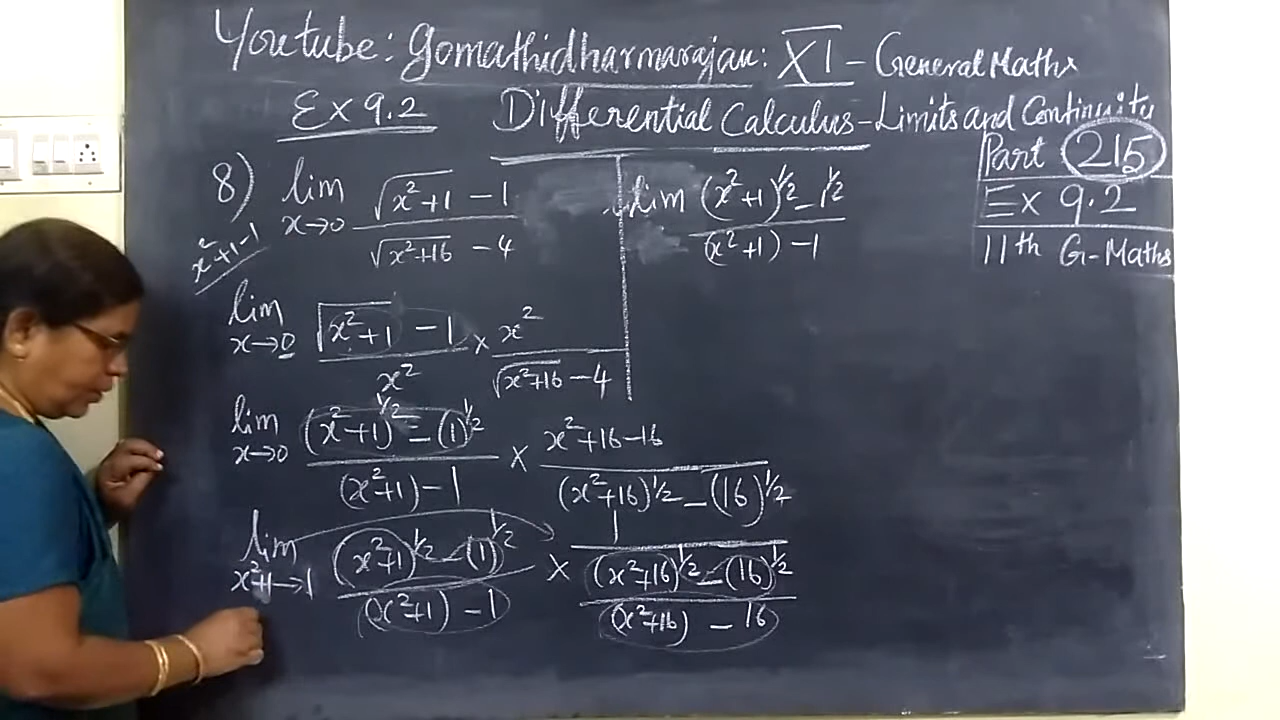 Youtube: Gomathidharmarajan: XI - General Maths
Ex 9.2 Differential Calculus - Limits and Continuity
Part 215
Ex 9.2
11th G-Maths
8) lim x→0 (√(x²+1) - 1) / (√(x²+16) - 4)
x²+1-1
lim ((x²+1)^½ - 1^½) / ((x²+1) - 1)
lim x→0 (√(x²+1) - 1) / x² × x² / (√(x²+16) - 4)
lim x→0 ((x²+1)^½ - (1)^½) / ((x²+1) - 1) × (x²+16-16) / ((x²+16)^½ - (16)^½)
lim x²+1→1 ((x²+1)^½ - (1)^½) / ((x²+1) - 1) × 1 / (((x²+16)^½ - (16)^½) / ((x²+16) - 16))